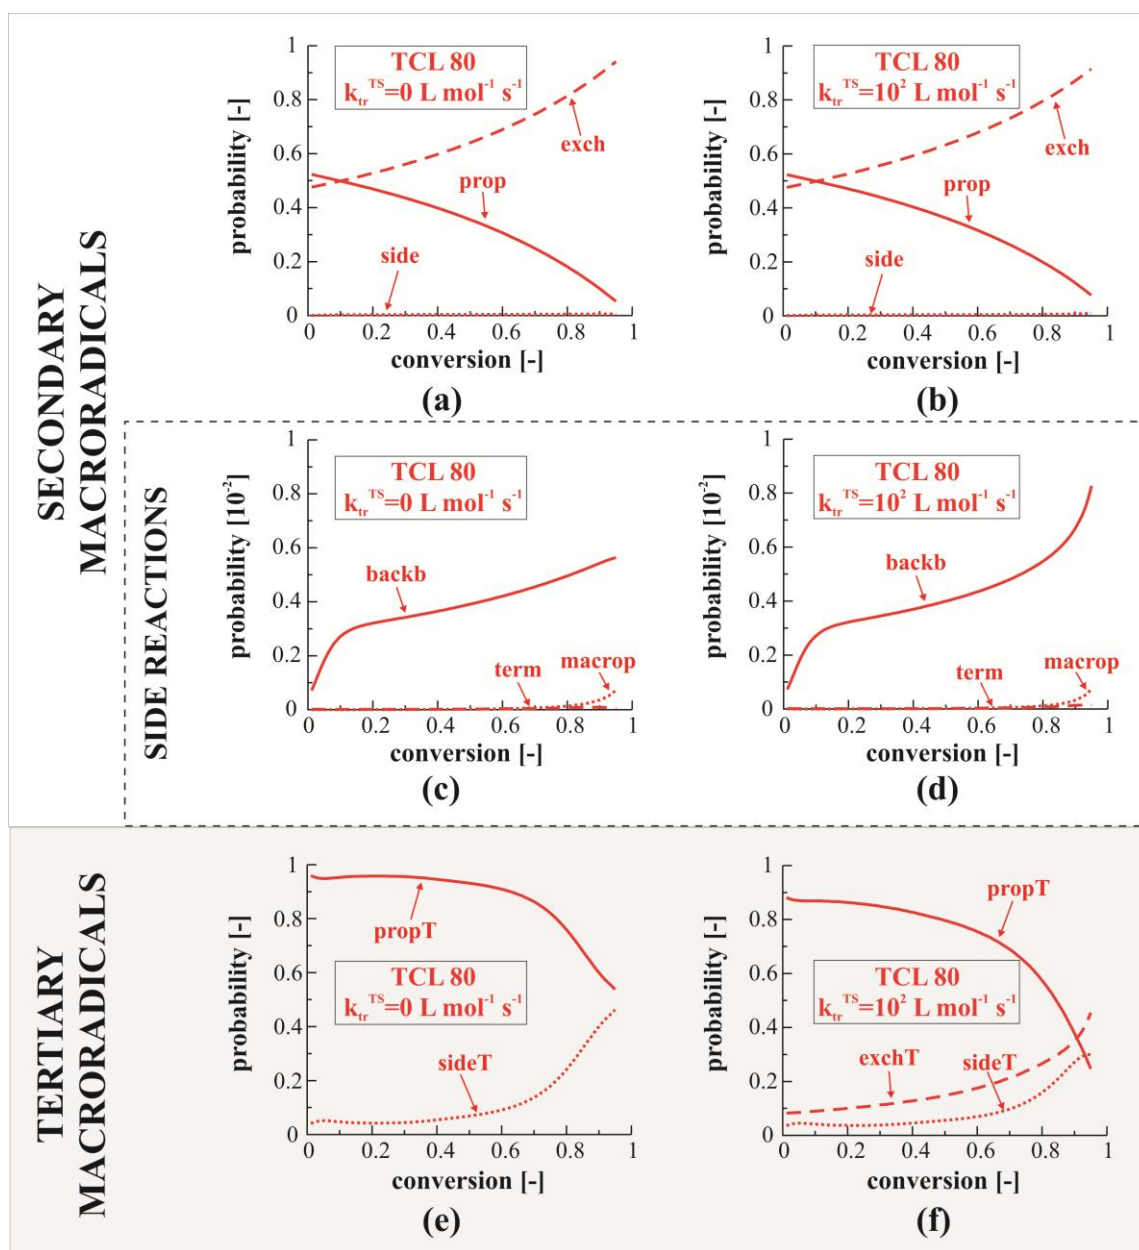 SECONDARY
MACRORADICALS
probability [-]
1
0.8
0.6
0.4
0.2
0
TCL 80
k_tr^TS=0 L mol⁻¹ s⁻¹
exch
prop
side
0 0.2 0.4 0.6 0.8 1
conversion [-]
(a)
probability [-]
1
0.8
0.6
0.4
0.2
0
TCL 80
k_tr^TS=10² L mol⁻¹ s⁻¹
exch
prop
side
0 0.2 0.4 0.6 0.8 1
conversion [-]
(b)
SIDE REACTIONS
probability [10⁻²]
1
0.8
0.6
0.4
0.2
0
TCL 80
k_tr^TS=0 L mol⁻¹ s⁻¹
backb
term
macrop
0 0.2 0.4 0.6 0.8 1
conversion [-]
(c)
probability [10⁻²]
1
0.8
0.6
0.4
0.2
0
TCL 80
k_tr^TS=10² L mol⁻¹ s⁻¹
backb
term
macrop
0 0.2 0.4 0.6 0.8 1
conversion [-]
(d)
TERTIARY
MACRORADICALS
probability [-]
1
0.8
0.6
0.4
0.2
0
propT
TCL 80
k_tr^TS=0 L mol⁻¹ s⁻¹
sideT
0 0.2 0.4 0.6 0.8 1
conversion [-]
(e)
probability [-]
1
0.8
0.6
0.4
0.2
0
propT
TCL 80
k_tr^TS=10² L mol⁻¹ s⁻¹
exchT
sideT
0 0.2 0.4 0.6 0.8 1
conversion [-]
(f)